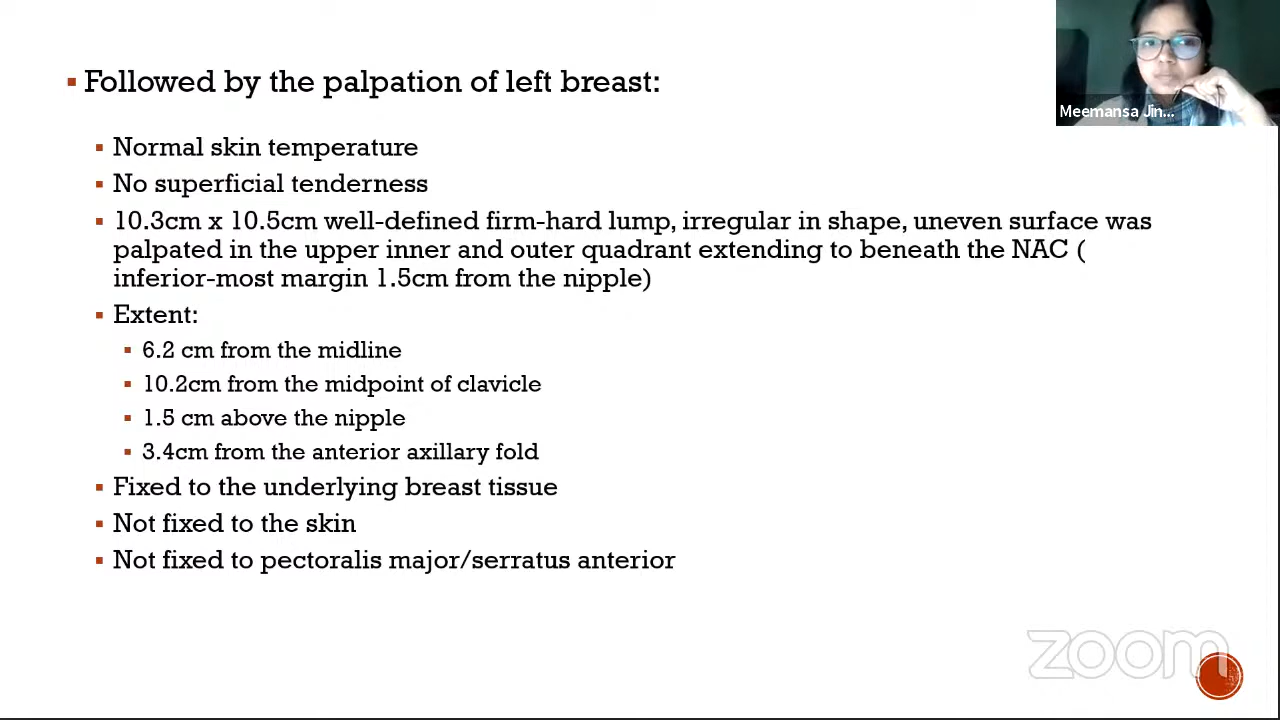 Followed by the palpation of left breast:
Meemansa Jin...
Normal skin temperature
No superficial tenderness
10.3cm x 10.5cm well-defined firm-hard lump, irregular in shape, uneven surface was
palpated in the upper inner and outer quadrant extending to beneath the NAC (
inferior-most margin 1.5cm from the nipple)
Extent:
6.2 cm from the midline
10.2cm from the midpoint of clavicle
1.5 cm above the nipple
3.4cm from the anterior axillary fold
Fixed to the underlying breast tissue
Not fixed to the skin
Not fixed to pectoralis major/serratus anterior
zoom